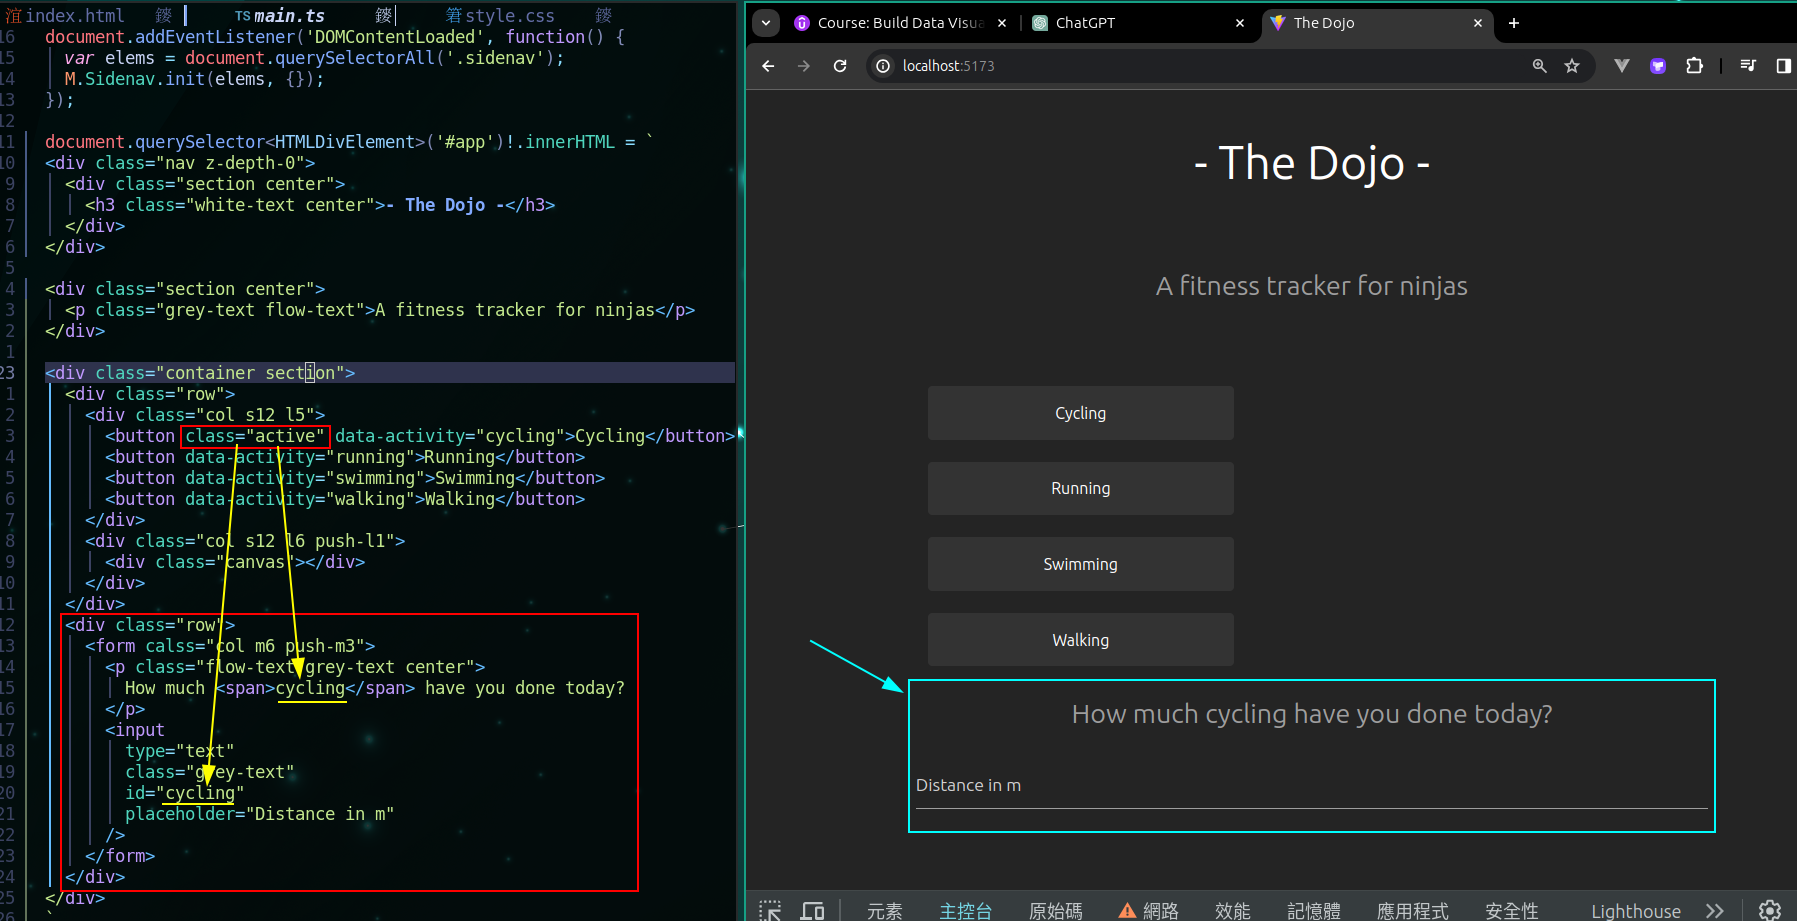 index.html
TS main.ts
style.css
16 document.addEventListener('DOMContentLoaded', function() {
15 var elems = document.querySelectorAll('.sidenav');
14 M.Sidenav.init(elems, {});
13 });
12
11 document.querySelector<HTMLDivElement>('#app')!.innerHTML = `
10 <div class="nav z-depth-0">
9 <div class="section center">
8 <h3 class="white-text center">- The Dojo -</h3>
7 </div>
6 </div>
5
4 <div class="section center">
3 <p class="grey-text flow-text">A fitness tracker for ninjas</p>
2 </div>
1
23 <div class="container section">
1 <div class="row">
2 <div class="col s12 l5">
3 <button class="active" data-activity="cycling">Cycling</button>
4 <button data-activity="running">Running</button>
5 <button data-activity="swimming">Swimming</button>
6 <button data-activity="walking">Walking</button>
7 </div>
8 <div class="col s12 l6 push-l1">
9 <div class="canvas"></div>
10 </div>
11 </div>
12 <div class="row">
13 <form calss="col m6 push-m3">
14 <p class="flow-text grey-text center">
15 How much <span>cycling</span> have you done today?
16 </p>
17 <input
18 type="text"
19 class="grey-text"
20 id="cycling"
21 placeholder="Distance in m"
22 />
23 </form>
24 </div>
25 </div>
26 `
Course: Build Data Visua
ChatGPT
The DoJo
localhost:5173
- The Dojo -
A fitness tracker for ninjas
Cycling
Running
Swimming
Walking
How much cycling have you done today?
Distance in m
元素 主控台 原始碼 網路 效能 記憶體 應用程式 安全性 Lighthouse